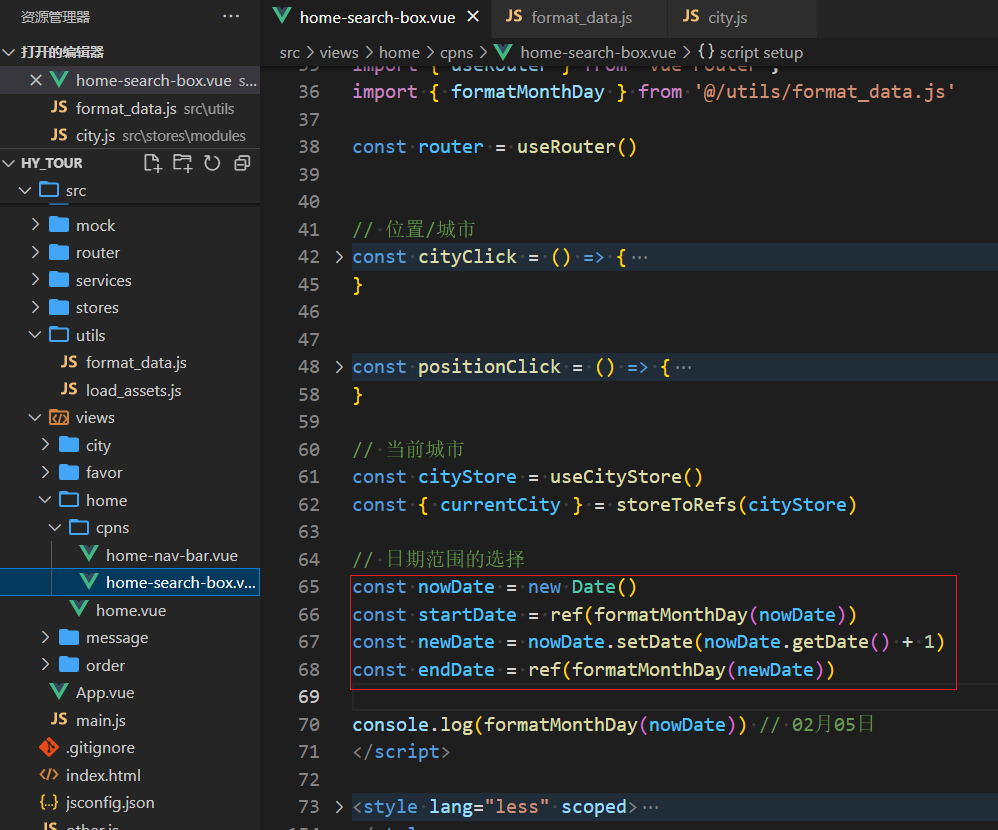 资源管理器 ···
打开的编辑器
home-search-box.vue s...
format_data.js src\utils
city.js src\stores\modules
HY_TOUR
src
mock
router
services
stores
utils
format_data.js
load_assets.js
views
city
favor
home
cpns
home-nav-bar.vue
home-search-box.v...
home.vue
message
order
App.vue
main.js
.gitignore
index.html
jsconfig.json
other.js
home-search-box.vue
JS format_data.js
JS city.js
src > views > home > cpns > home-search-box.vue > {} script setup
35 import { useRouter } from 'vue-router';
36 import { formatMonthDay } from '@/utils/format_data.js'
37
38 const router = useRouter()
39
40
41 // 位置/城市
42 const cityClick = () => { ···
45 }
46
47
48 const positionClick = () => { ···
58 }
59
60 // 当前城市
61 const cityStore = useCityStore()
62 const { currentCity } = storeToRefs(cityStore)
63
64 // 日期范围的选择
65 const nowDate = new Date()
66 const startDate = ref(formatMonthDay(nowDate))
67 const newDate = nowDate.setDate(nowDate.getDate() + 1)
68 const endDate = ref(formatMonthDay(newDate))
69
70 console.log(formatMonthDay(nowDate)) // 02月05日
71 </script>
72
73 <style lang="less" scoped> ···